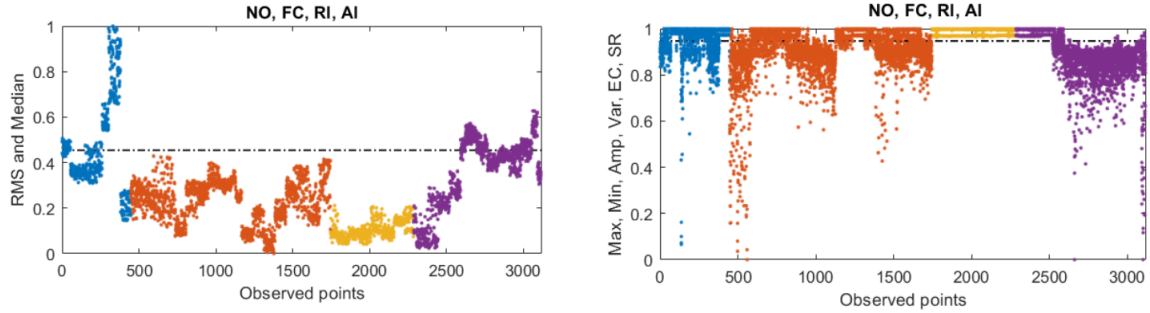 NO, FC, RI, AI
RMS and Median
1
0.8
0.6
0.4
0.2
0
0 500 1000 1500 2000 2500 3000
Observed points
NO, FC, RI, AI
Max, Min, Amp, Var, EC, SR
1
0.8
0.6
0.4
0.2
0
0 500 1000 1500 2000 2500 3000
Observed points